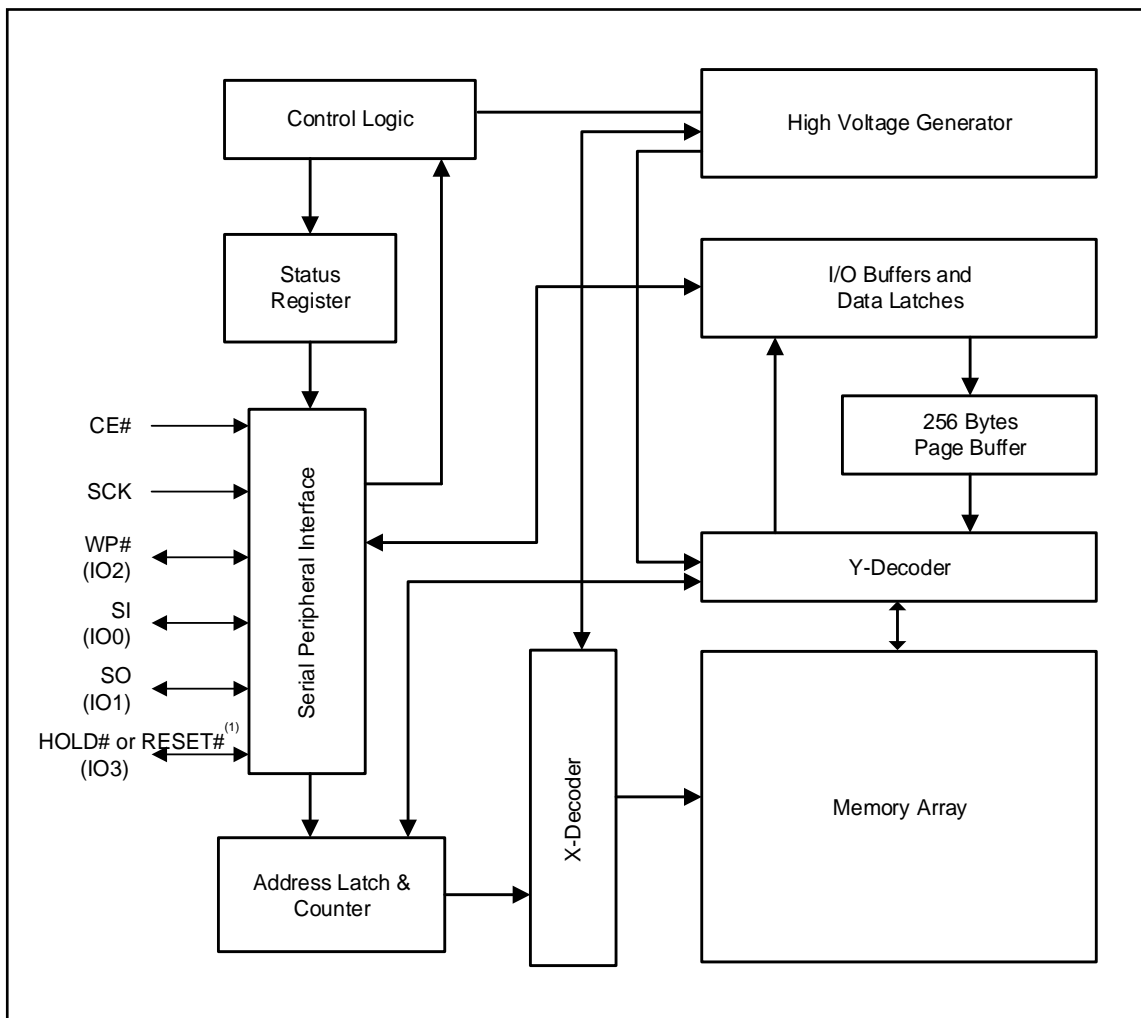 Control Logic
High Voltage Generator
Status
Register
I/O Buffers and
Data Latches
256 Bytes
Page Buffer
CE#
SCK
WP#
(IO2)
SI
(IO0)
SO
(IO1)
HOLD# or RESET#(1)
(IO3)
Serial Peripheral Interface
Y-Decoder
X-Decoder
Memory Array
Address Latch &
Counter